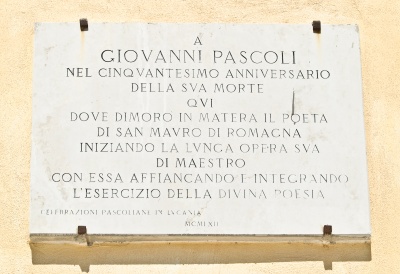 A
GIOVANNI PASCOLI
NEL CINQVANTESIMO ANNIVERSARIO
DELLA SVA MORTE
QVI
DOVE DIMORO IN MATERA IL POETA
DI SAN MAVRO DI ROMAGNA
INIZIANDO LA LVNGA OPERA SVA
DI MAESTRO
CON ESSA AFFIANCANDO E INTEGRANDO
L'ESERCIZIO DELLA DIVINA POESIA
CELEBRAZIONI PASCOLIANE IN LVCANIA
MCMLXII